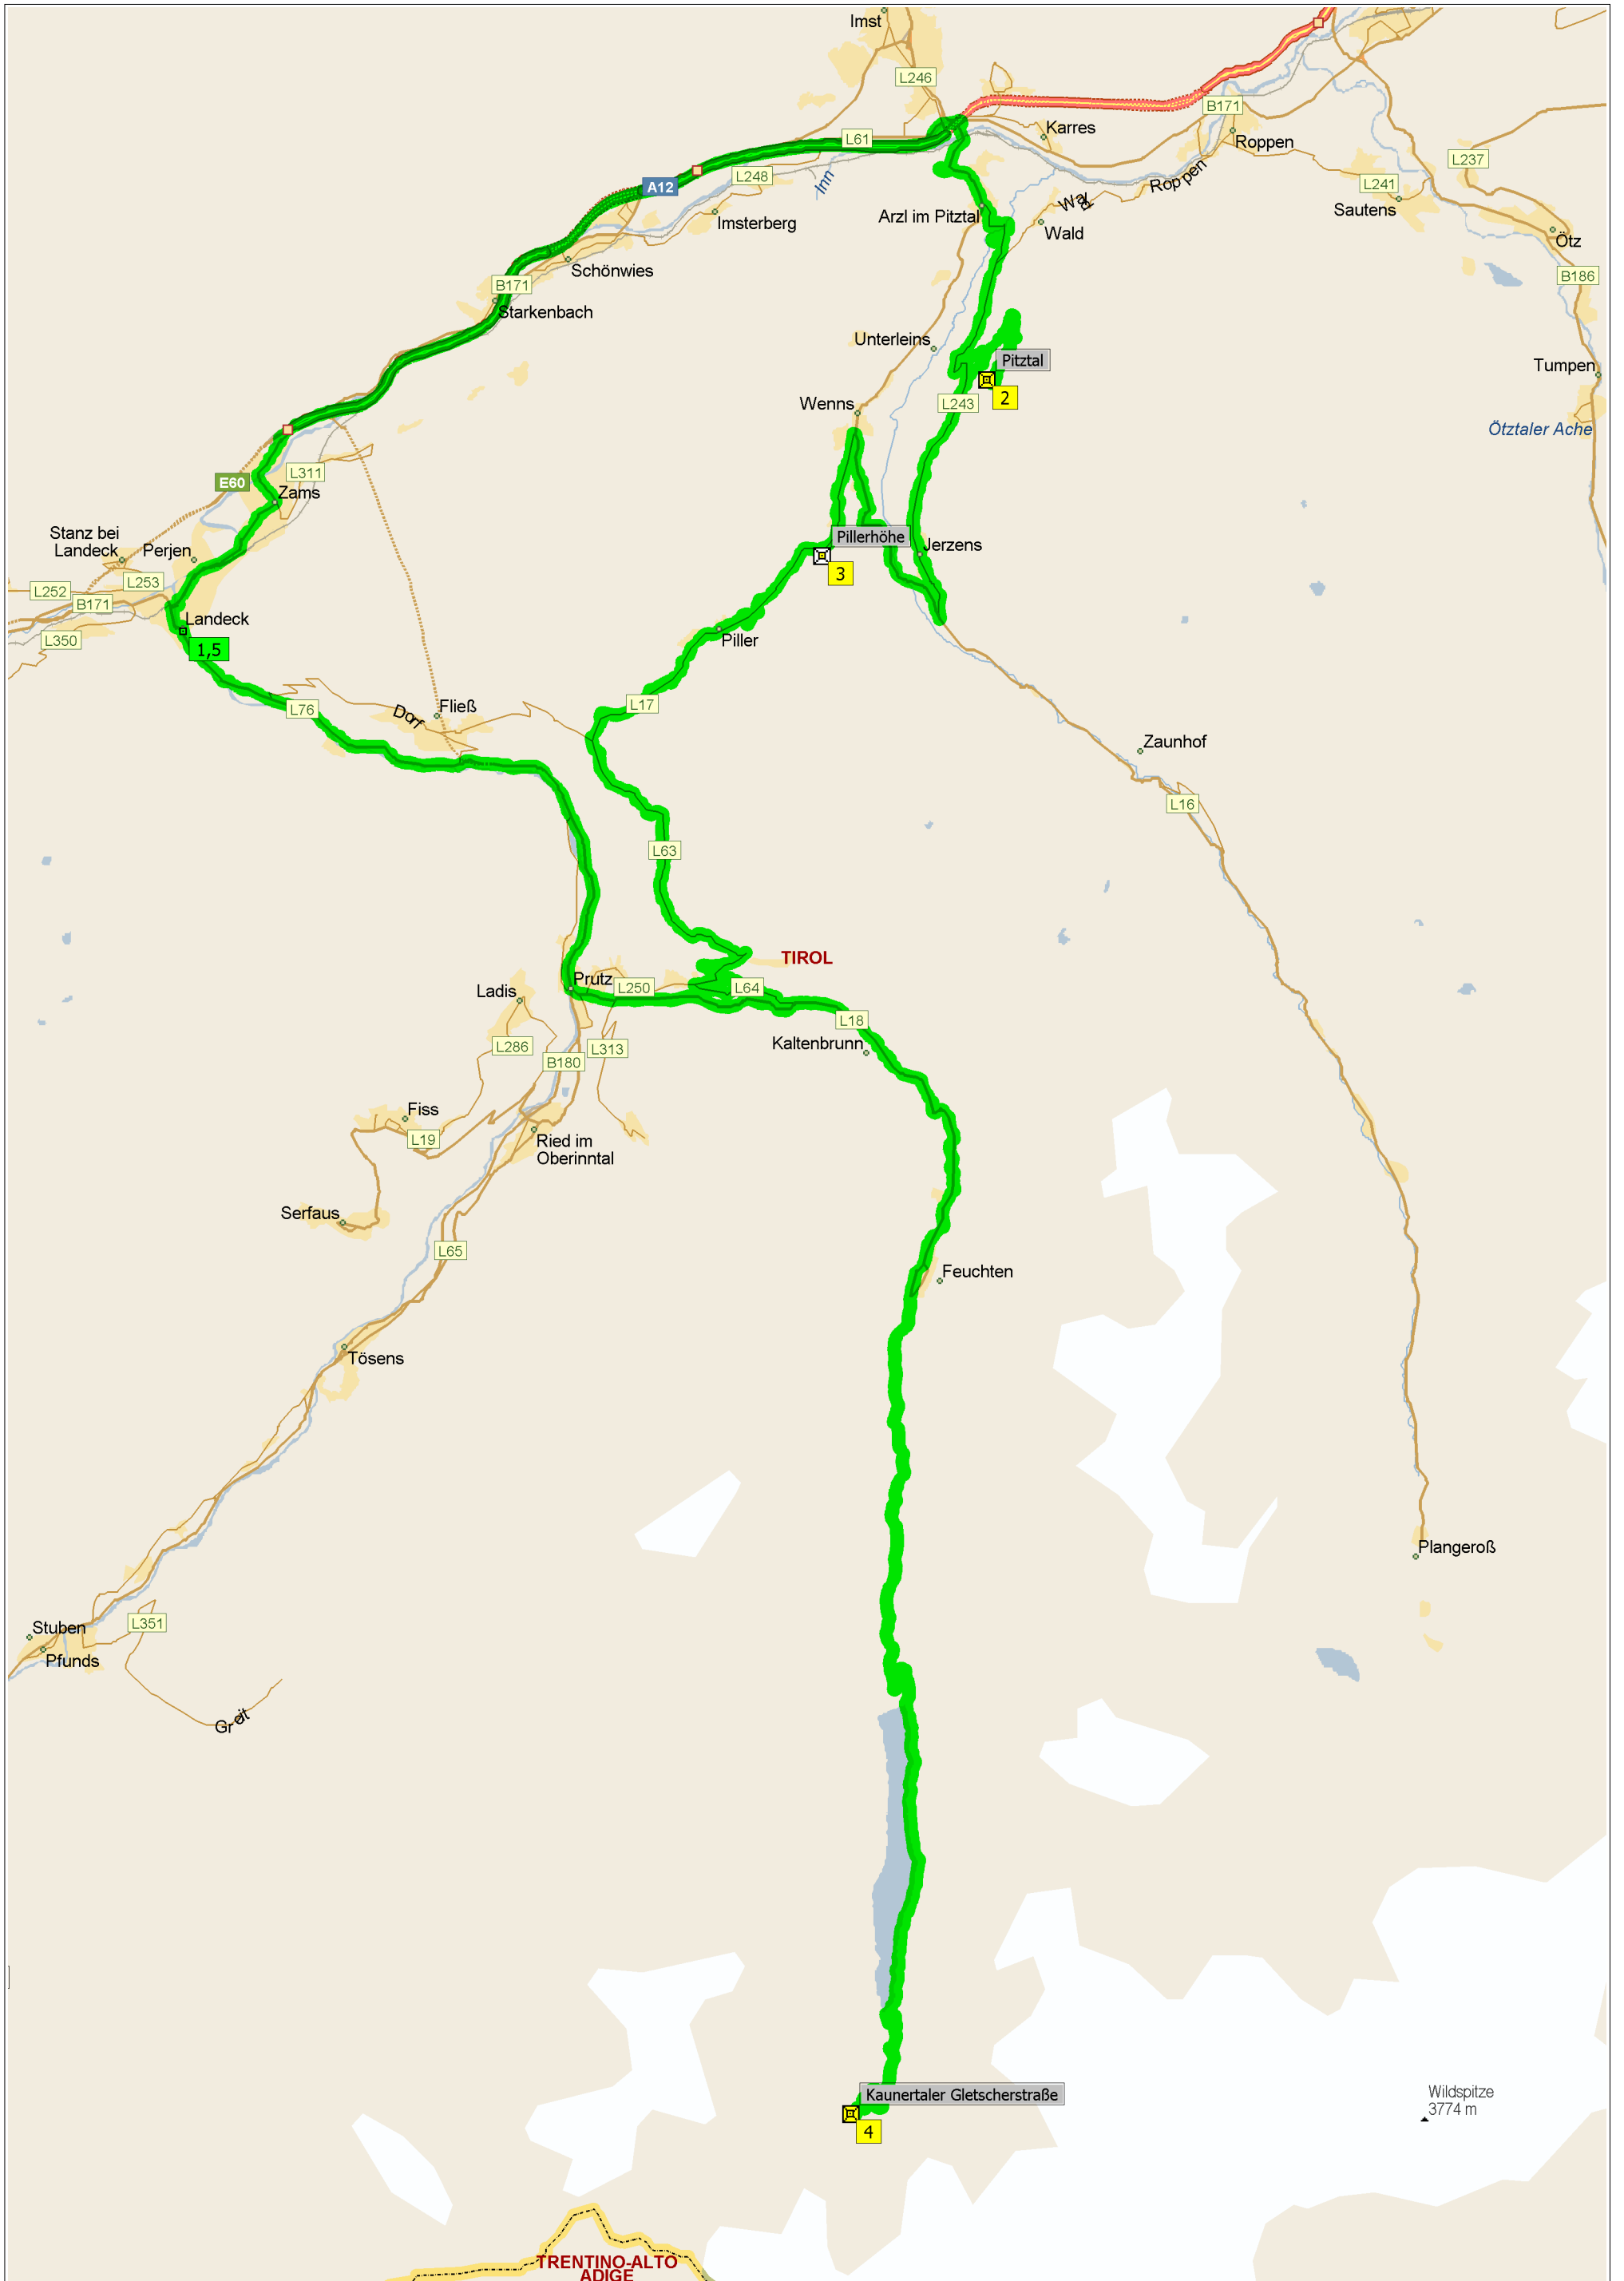 Imst
L246
L61
Karres
B171
Roppen
L237
A12
L248
Inn
Roppen
L241
Wald
Arzl im Pitztal
Imsterberg
Wald
Sautens
Ötz
Schönwies
B186
B171
Starkenbach
Unterleins
Pitztal
Tumpen
2
Wenns
L243
Ötztaler Ache
L311
E60
Zams
Stanz bei
Landeck
Perjen
Pillerhöhe
Jerzens
3
L253
L252
B171
Landeck
L350
1,5
Piller
L17
L76
Dorf
Fließ
Zaunhof
L16
L63
TIROL
Prutz
L250
L64
Ladis
L18
Kaltenbrunn
L286
L313
B180
Fiss
L19
Ried im
Oberinntal
Serfaus
L65
Feuchten
Tösens
Plangeroß
L351
Stuben
Pfunds
Greit
Kaunertaler Gletscherstraße
4
Wildspitze
3774 m
TRENTINO-ALTO
ADIGE